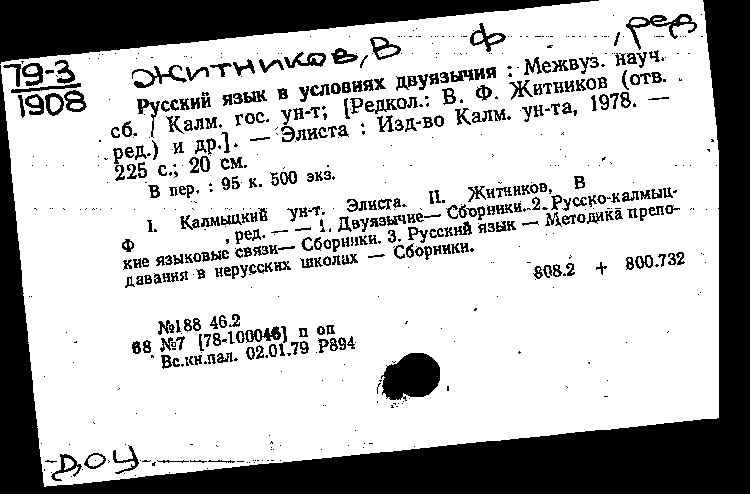 Житников, В Ф , ред
79-3
1908
Русский язык в условиях двуязычия : Межвуз. науч.
сб. / Калм. гос. ун-т; [Редкол.: В. Ф. Житников (отв.
ред.) и др.]. — Элиста : Изд-во Калм. ун-та, 1978. —
225 с.; 20 см.
В пер. : 95 к. 500 экз.
I. Калмыцкий ун-т. Элиста. II. Житников, В
Ф , ред. — — 1. Двуязычие— Сборники. 2. Русско-калмыц-
кие языковые связи— Сборники. 3. Русский язык — Методика препо-
давания в нерусских школах — Сборники.
808.2 + 800.732
№188 46.2
68 №7 [78-100046] п оп
Вс.кн.пал. 02.01.79 Р894